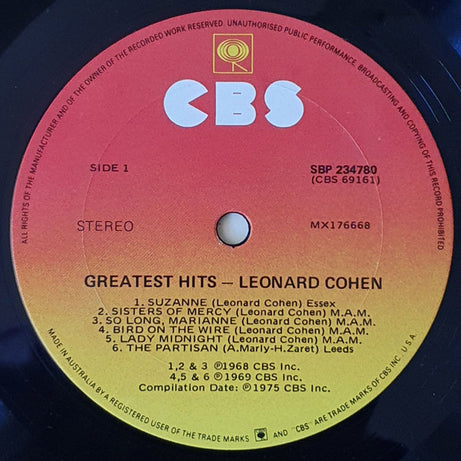 ALL RIGHTS OF THE MANUFACTURER AND OF THE OWNER OF THE RECORDED WORK RESERVED. UNAUTHORISED PUBLIC PERFORMANCE, BROADCASTING AND COPYING OF THIS RECORD PROHIBITED
CBS
SIDE 1
SBP 234780
(CBS 69161)
STEREO
MX176668
GREATEST HITS – LEONARD COHEN
1. SUZANNE (Leonard Cohen) Essex
2. SISTERS OF MERCY (Leonard Cohen) M.A.M.
3. SO LONG, MARIANNE (Leonard Cohen) M.A.M.
4. BIRD ON THE WIRE (Leonard Cohen) M.A.M.
5. LADY MIDNIGHT (Leonard Cohen) M.A.M.
6. THE PARTISAN (A.Marly-H.Zaret) Leeds
1,2 & 3 ℗1968 CBS Inc.
4,5 & 6 ℗1969 CBS Inc.
Compilation Date: ℗1975 CBS Inc.
MADE IN AUSTRALIA BY A REGISTERED USER OF THE TRADE MARKS AND "CBS" ARE TRADE MARKS OF CBS INC. U.S.A.